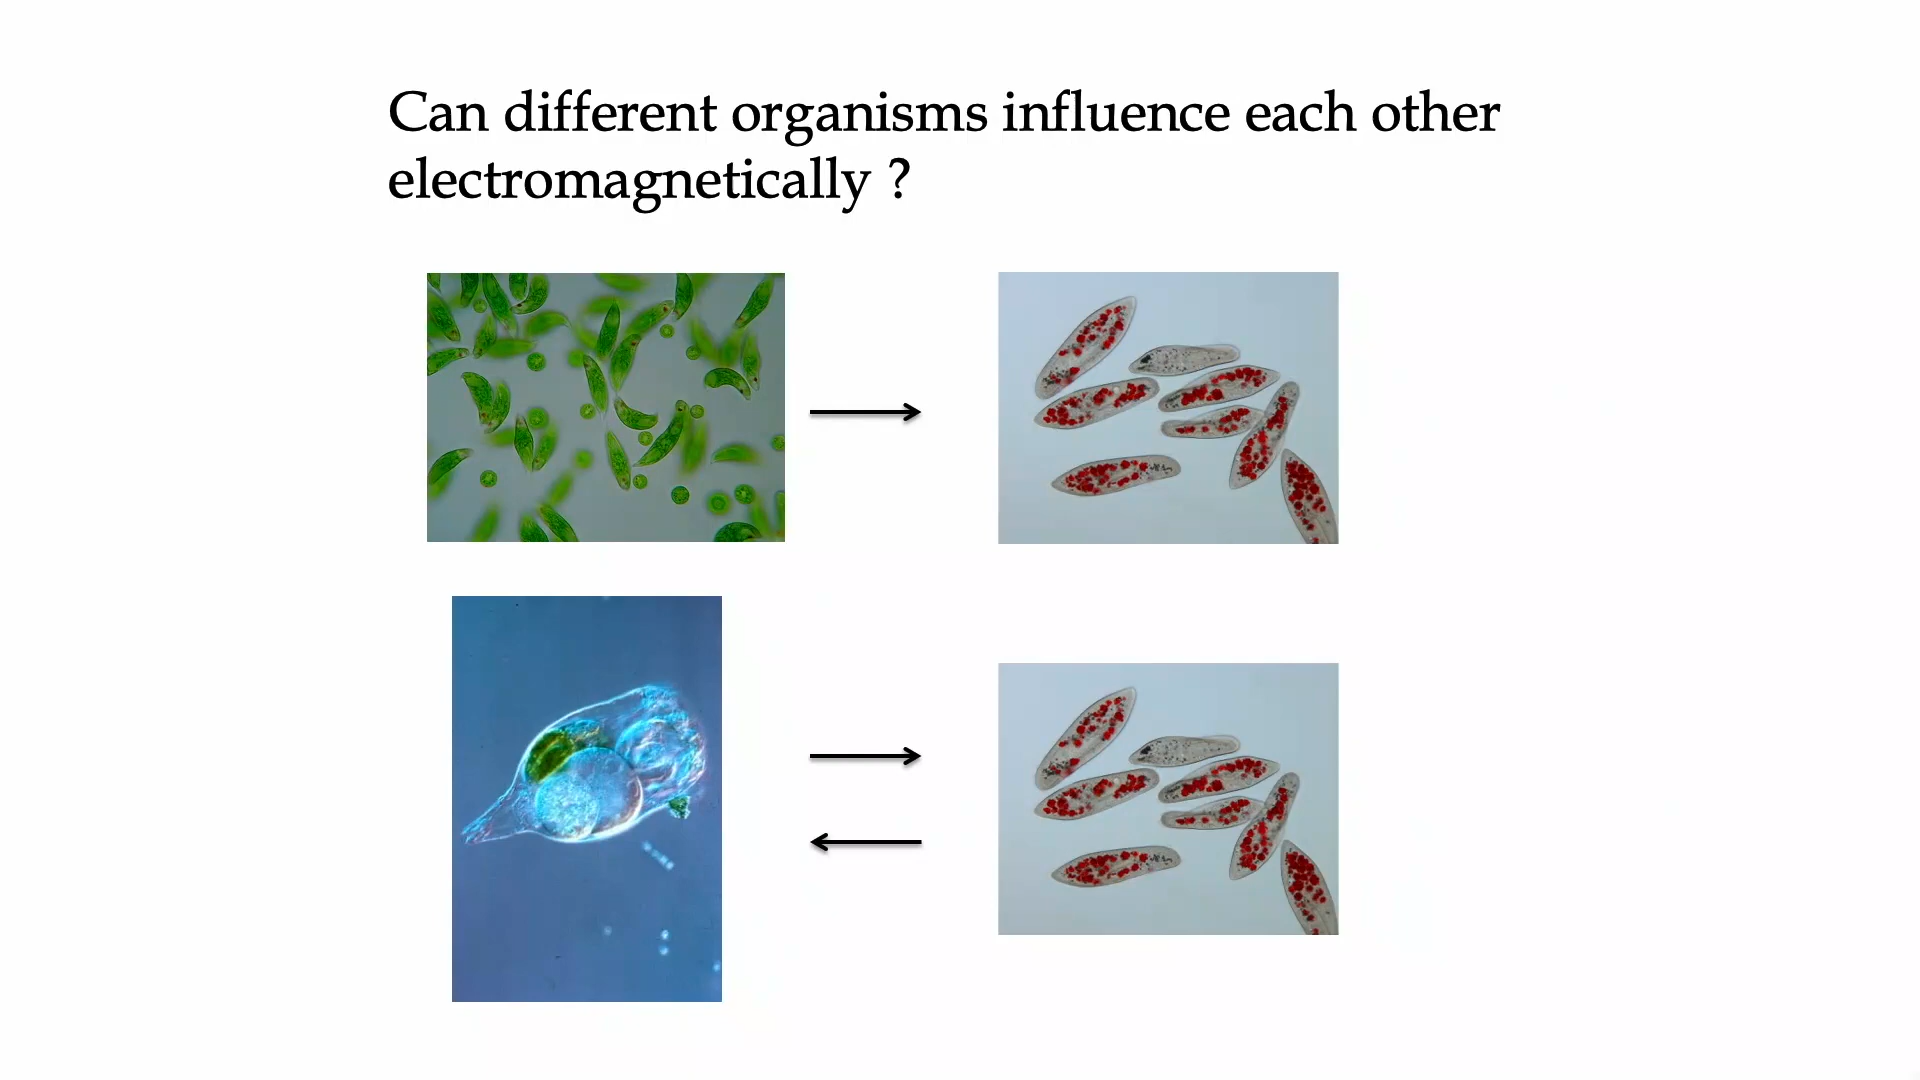 Can different organisms influence each other
electromagnetically ?